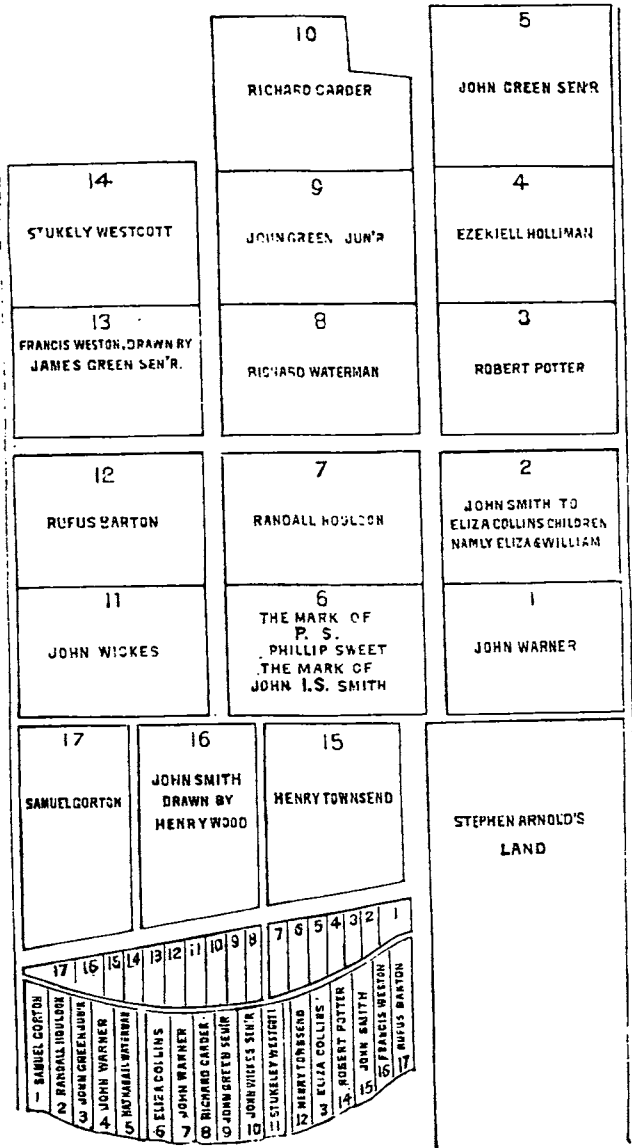 10
RICHARD CARDER
5
JOHN GREEN SEN'R
14
STUKELY WESTCOTT
9
JOHN GREEN JUN'R
4
EZEKIELL HOLLIMAN
13
FRANCIS WESTON, DRAWN BY
JAMES GREEN SEN'R.
8
RICHARD WATERMAN
3
ROBERT POTTER
12
RUFUS BARTON
7
RANDALL HOULDON
2
JOHN SMITH TO
ELIZA COLLINS CHILDREN
NAMLY ELIZA & WILLIAM
11
JOHN WICKES
6
THE MARK OF
P. S.
PHILLIP SWEET
THE MARK OF
JOHN I.S. SMITH
1
JOHN WARNER
17
SAMUEL GORTON
16
JOHN SMITH
DRAWN BY
HENRY WOOD
15
HENRY TOWNSEND
STEPHEN ARNOLD'S
LAND
17 16 15 14 13 12 11 10 9 8 7 6 5 4 3 2 1
1 SAMUEL GORTON
2 RANDALL HOULDON
3 JOHN GREEN JUN'R
4 JOHN WARNER
5 NATHANAIL WATERMAN
6 ELIZA COLLINS
7 JOHN WARNER
8 RICHARD CARDER
9 JOHN GREEN SEN'R
10 JOHN WICKES SEN'R
11 STUKELEY WESTCOTT
12 HENRY TOWNSEND
3 ELIZA COLLINS'
14 ROBERT POTTER
15 JOHN SMITH
16 FRANCIS WESTON
17 RUFUS BARTON